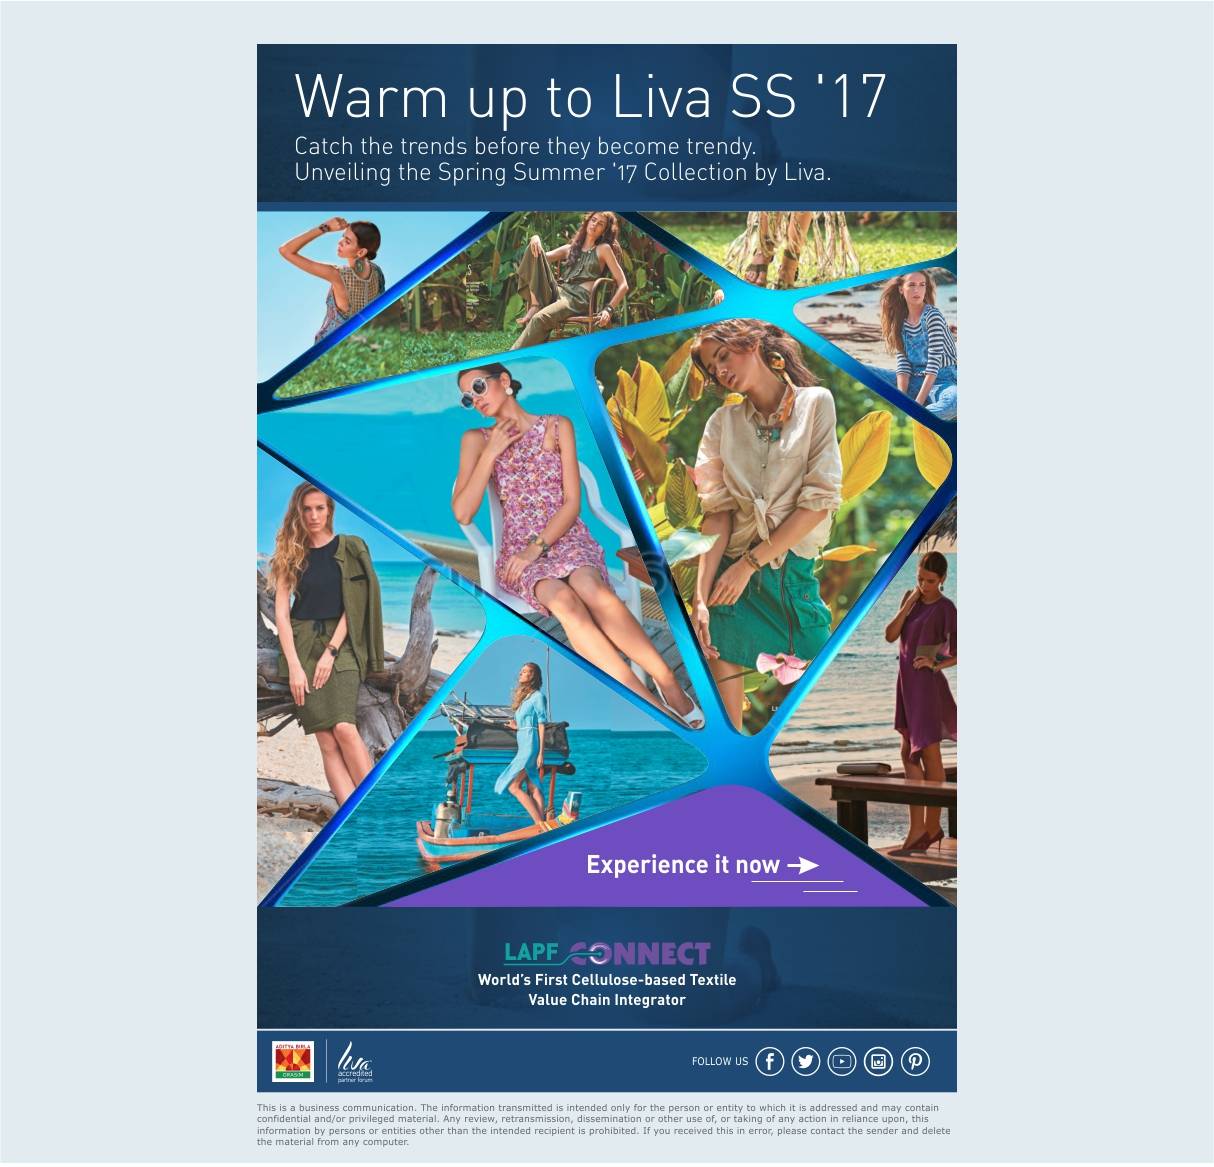 Warm up to Liva SS '17
Catch the trends before they become trendy.
Unveiling the Spring Summer '17 Collection by Liva.
Experience it now
LAPF CONNECT
World's First Cellulose-based Textile
Value Chain Integrator
ADITYA BIRLA
GRASIM
Liva
accredited
partner forum
FOLLOW US
This is a business communication. The information transmitted is intended only for the person or entity to which it is addressed and may contain
confidential and/or privileged material. Any review, retransmission, dissemination or other use of, or taking of any action in reliance upon, this
information by persons or entities other than the intended recipient is prohibited. If you received this in error, please contact the sender and delete
the material from any computer.